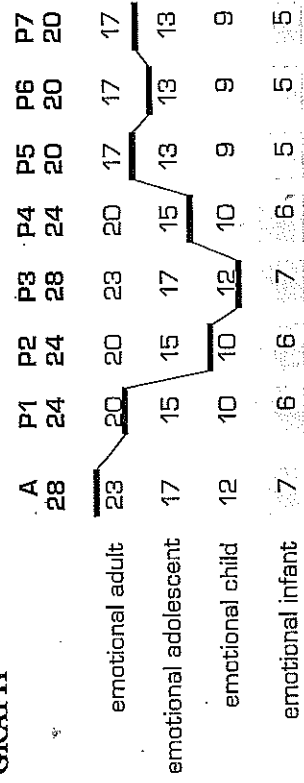 GRAPH
A P1 P2 P3 P4 P5 P6 P7
28 24 24 28 24 20 20 20
emotional adult 23 20 20 23 20 17 17 17
emotional adolescent 17 15 15 17 15 13 13 13
emotional child 12 10 10 12 10 9 9 9
emotional infant 7 6 6 7 6 5 5 5